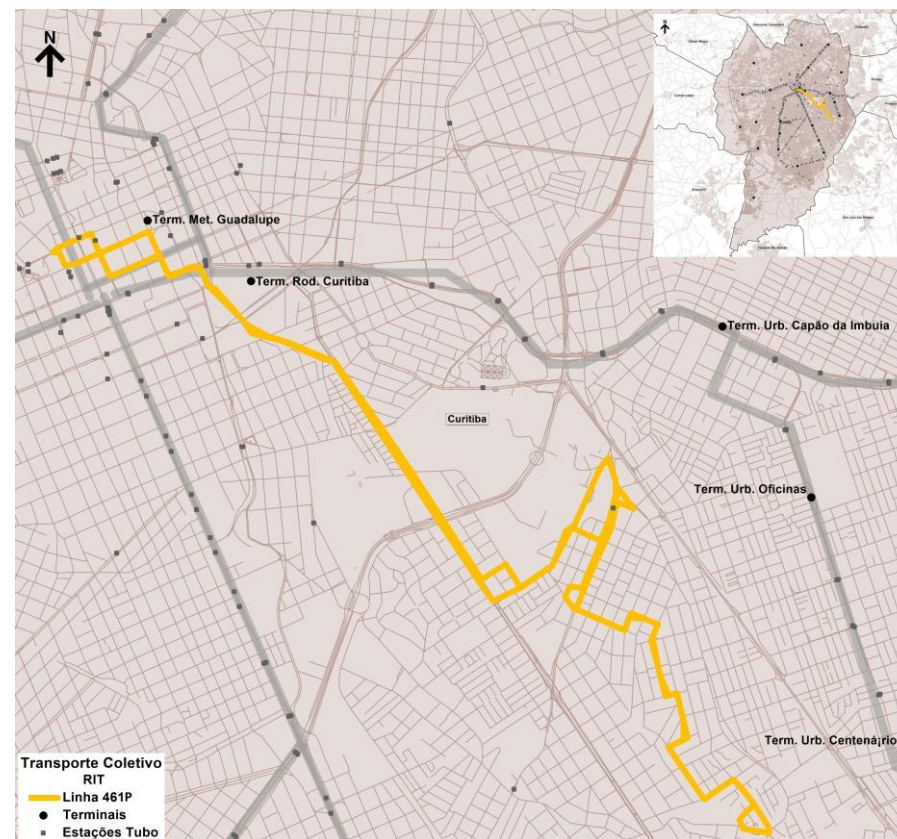 N
Term. Met. Guadalupe
Term. Rod. Curitiba
Term. Urb. Capão da Imbuia
Curitiba
Term. Urb. Oficinas
Term. Urb. Centená¡rio
Transporte Coletivo
RIT
Linha 461P
Terminais
Estações Tubo